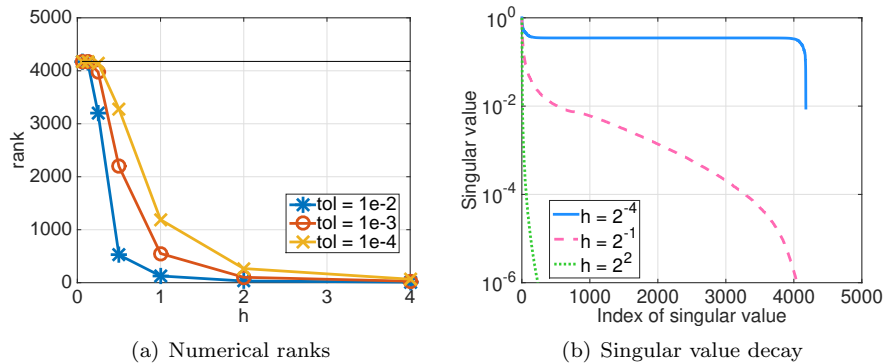 5000
4000
3000
2000
1000
0
rank
0 1 2 3 4
h
tol = 1e-2
tol = 1e-3
tol = 1e-4
(a) Numerical ranks
10^0
10^-2
10^-4
10^-6
Singular value
0 1000 2000 3000 4000 5000
Index of singular value
h = 2^-4
h = 2^-1
h = 2^2
(b) Singular value decay